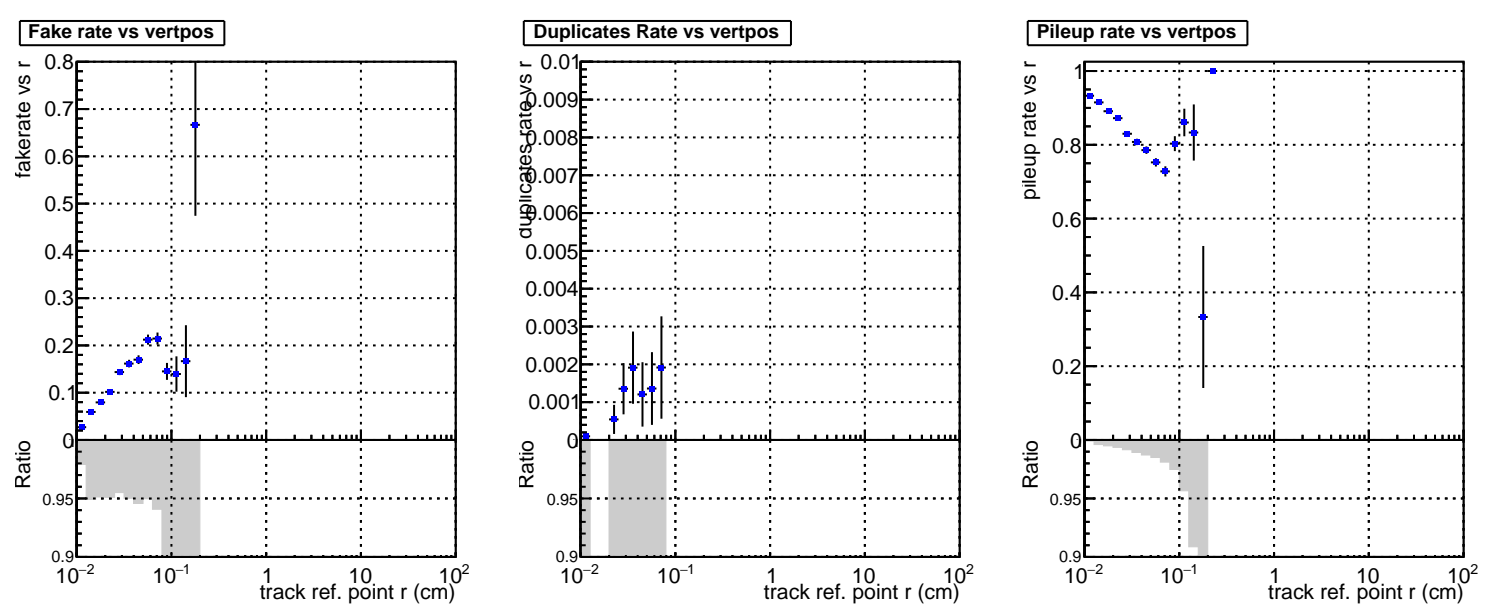 Fake rate vs vertpos
fakerate vs r
0.8
0.7
0.6
0.5
0.4
0.3
0.2
0.1
0
Ratio
0.95
0.9
10⁻² 10⁻¹ 1 10 10²
track ref. point r (cm)
Duplicates Rate vs vertpos
duplicates rate vs r
0.01
0.009
0.008
0.007
0.006
0.005
0.004
0.003
0.002
0.001
0
Ratio
0.95
0.9
10⁻² 10⁻¹ 1 10 10²
track ref. point r (cm)
Pileup rate vs vertpos
pileup rate vs r
1
0.8
0.6
0.4
0.2
0
Ratio
0.95
0.9
10⁻² 10⁻¹ 1 10 10²
track ref. point r (cm)